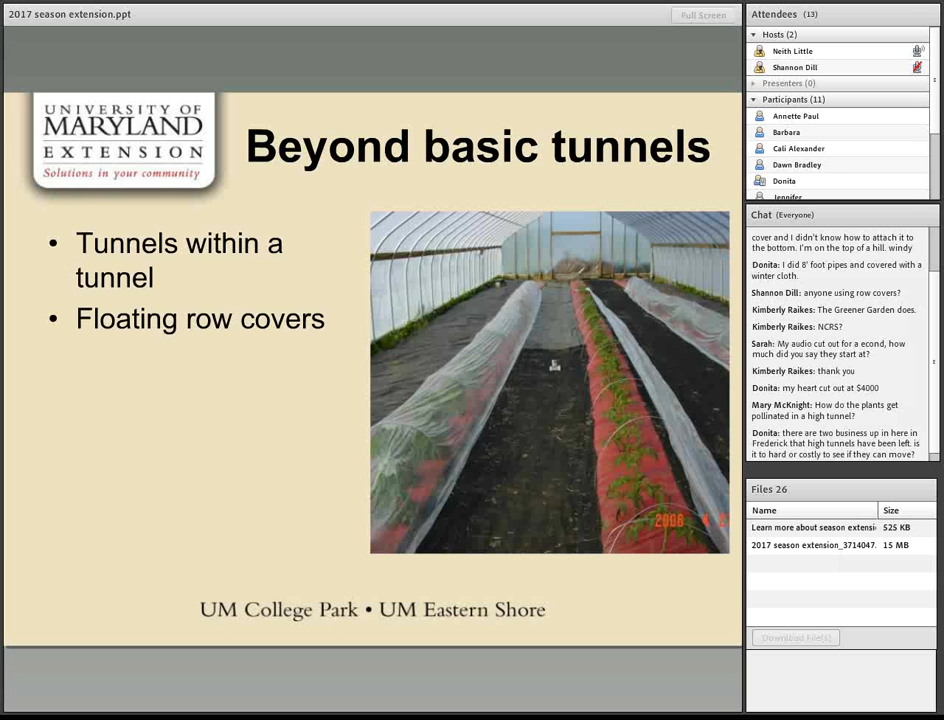 2017 season extension.ppt
Full Screen
UNIVERSITY OF
MARYLAND
EXTENSION
Solutions in your community
Beyond basic tunnels
• Tunnels within a
tunnel
• Floating row covers
UM College Park • UM Eastern Shore
Attendees (13)
Hosts (2)
Neith Little
Shannon Dill
Presenters (0)
Participants (11)
Annette Paul
Barbara
Cali Alexander
Dawn Bradley
Donita
Jennifer
Chat (Everyone)
cover and I didn't know how to attach it to
the bottom. I'm on the top of a hill. windy
Donita: I did 8' foot pipes and covered with a
winter cloth.
Shannon Dill: anyone using row covers?
Kimberly Raikes: The Greener Garden does.
Kimberly Raikes: NCRS?
Sarah: My audio cut out for a econd, how
much did you say they start at?
Kimberly Raikes: thank you
Donita: my heart cut out at $4000
Mary McKnight: How do the plants get
pollinated in a high tunnel?
Donita: there are two business up in here in
Frederick that high tunnels have been left. is
it to hard or costly to see if they can move?
Files 26
Name Size
Learn more about season extensi 525 KB
2017 season extension_3714047. 15 MB
Download File(s)